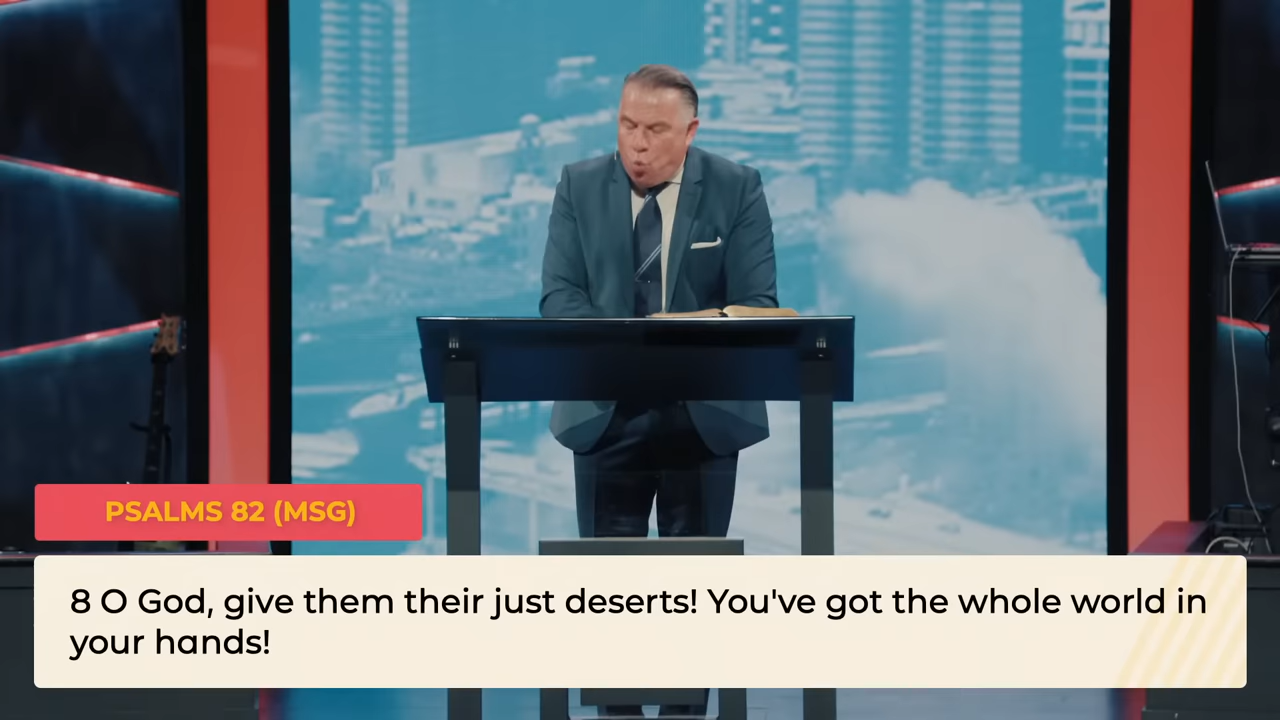 PSALMS 82 (MSG)
8 O God, give them their just deserts! You've got the whole world in
your hands!